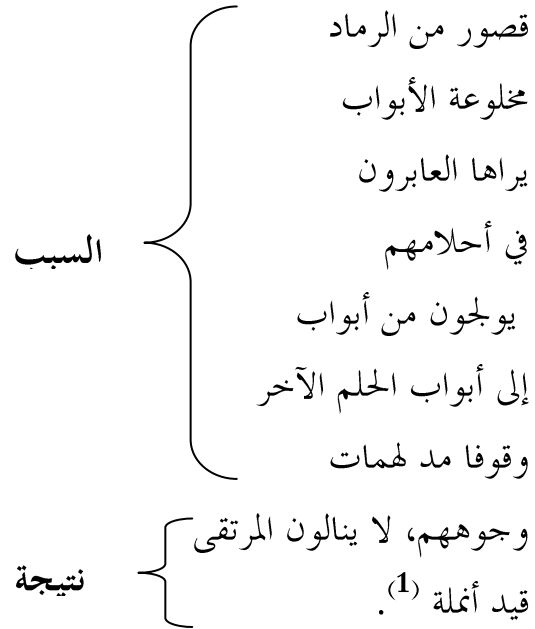 قصور من الرماد
مخلوعة الأبواب
يراها العابرون
في أحلامهم
يولجون من أبواب
إلى أبواب الحلم الآخر
وقوفا مد لهمات
السبب
وجوههم، لا ينالون المرتقى
قيد أنملة (1).
نتيجة